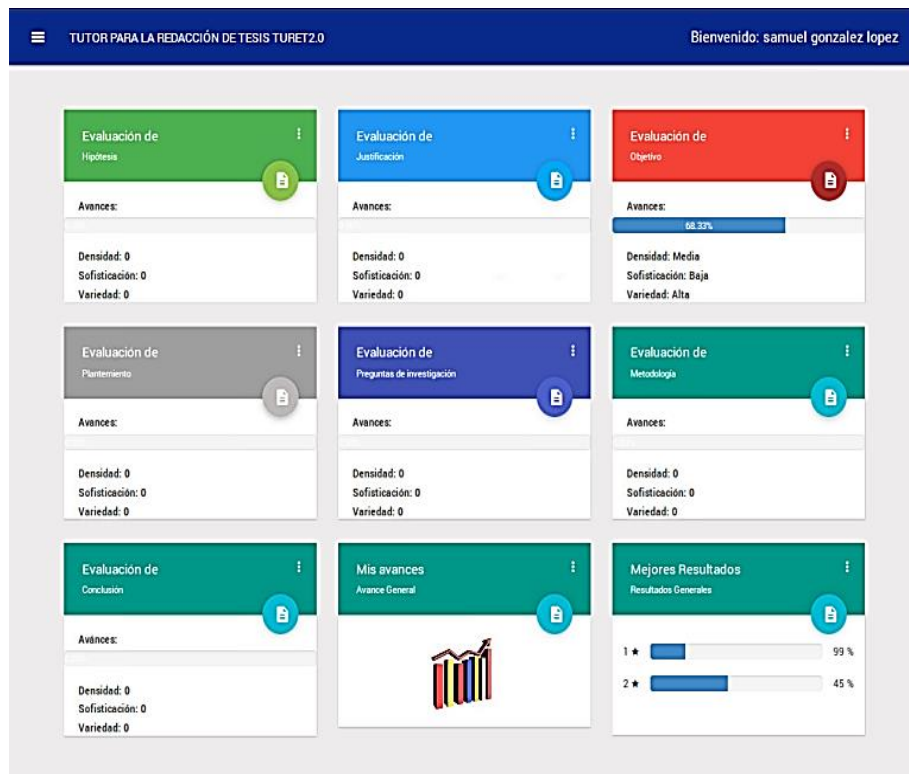 TUTOR PARA LA REDACCIÓN DE TESIS TURET2.0
Bienvenido: samuel gonzalez lopez
Evaluación de
Hipótesis
Avances:
Densidad: 0
Sofisticación: 0
Variedad: 0
Evaluación de
Justificación
Avances:
Densidad: 0
Sofisticación: 0
Variedad: 0
Evaluación de
Objetivo
Avances:
68.33%
Densidad: Media
Sofisticación: Baja
Variedad: Alta
Evaluación de
Plantemiento
Avances:
Densidad: 0
Sofisticación: 0
Variedad: 0
Evaluación de
Preguntas de investigación
Avances:
Densidad: 0
Sofisticación: 0
Variedad: 0
Evaluación de
Metodología
Avances:
Densidad: 0
Sofisticación: 0
Variedad: 0
Evaluación de
Conclusión
Avánces:
Densidad: 0
Sofisticación: 0
Variedad: 0
Mis avances
Avance General
Mejores Resultados
Resultados Generales
1 ★ 99 %
2 ★ 45 %